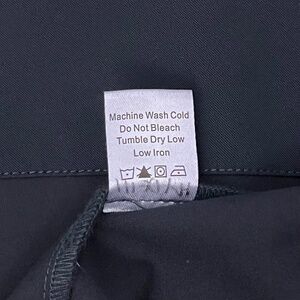 Machine Wash Cold
Do Not Bleach
Tumble Dry Low
Low Iron